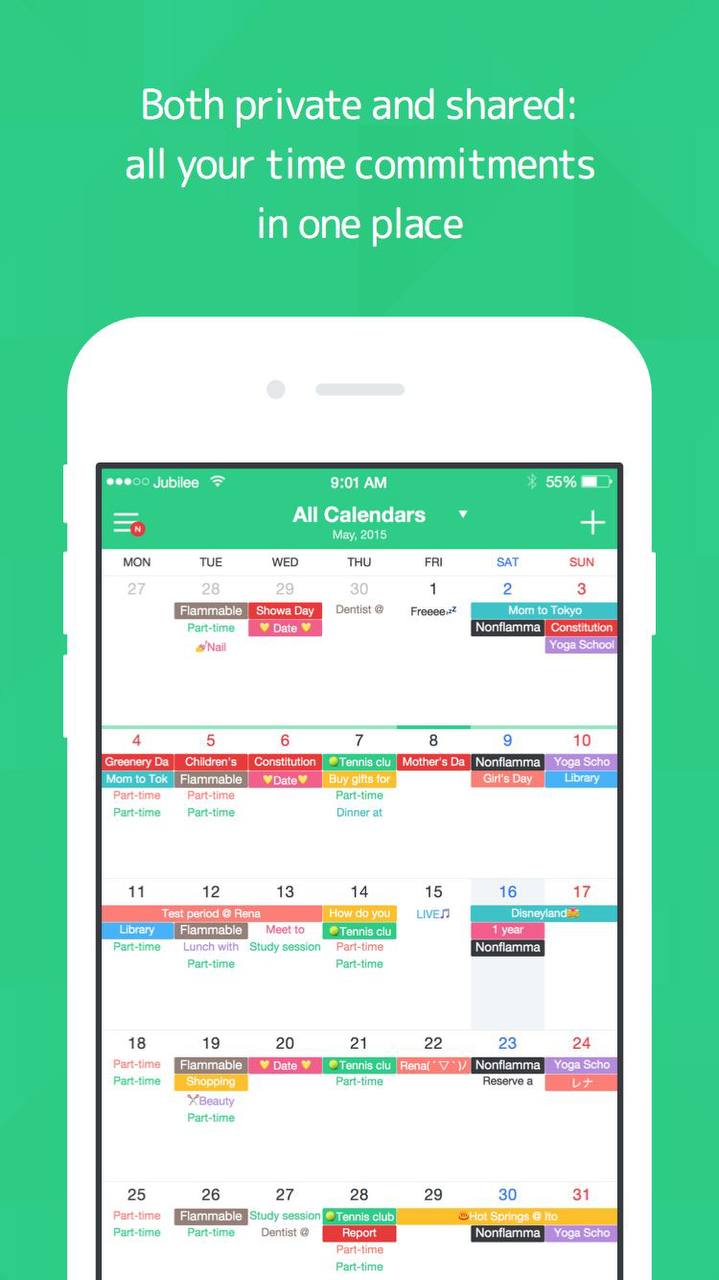 Both private and shared:
all your time commitments
in one place
Jubilee 9:01 AM 55%
N
All Calendars
May, 2015
MON TUE WED THU FRI SAT SUN
27 28 29 30 1 2 3
Flammable Showa Day Dentist @ Freeee💤 Mom to Tokyo
Part-time 💛 Date 💛 Nonflamma Constitution
💅Nail Yoga School
4 5 6 7 8 9 10
Greenery Da Children's Constitution 🎾Tennis clu Mother's Da Nonflamma Yoga Scho
Mom to Tok Flammable 💛Date💛 Buy gifts for Girl's Day Library
Part-time Part-time Part-time
Part-time Part-time Dinner at
11 12 13 14 15 16 17
Test period @ Rena How do you LIVE🎵 Disneyland
Library Flammable Meet to 🎾Tennis clu 1 year
Part-time Lunch with Study session Part-time Nonflamma
Part-time Part-time
18 19 20 21 22 23 24
Part-time Flammable 💛 Date 💛 🎾Tennis clu Rena(´▽`)/ Nonflamma Yoga Scho
Part-time Shopping Part-time Reserve a レナ
✂Beauty
Part-time
25 26 27 28 29 30 31
Part-time Flammable Study session 🎾Tennis club ♨Hot Springs @ Ito
Part-time Part-time Dentist @ Report Nonflamma Yoga Scho
Part-time
Part-time